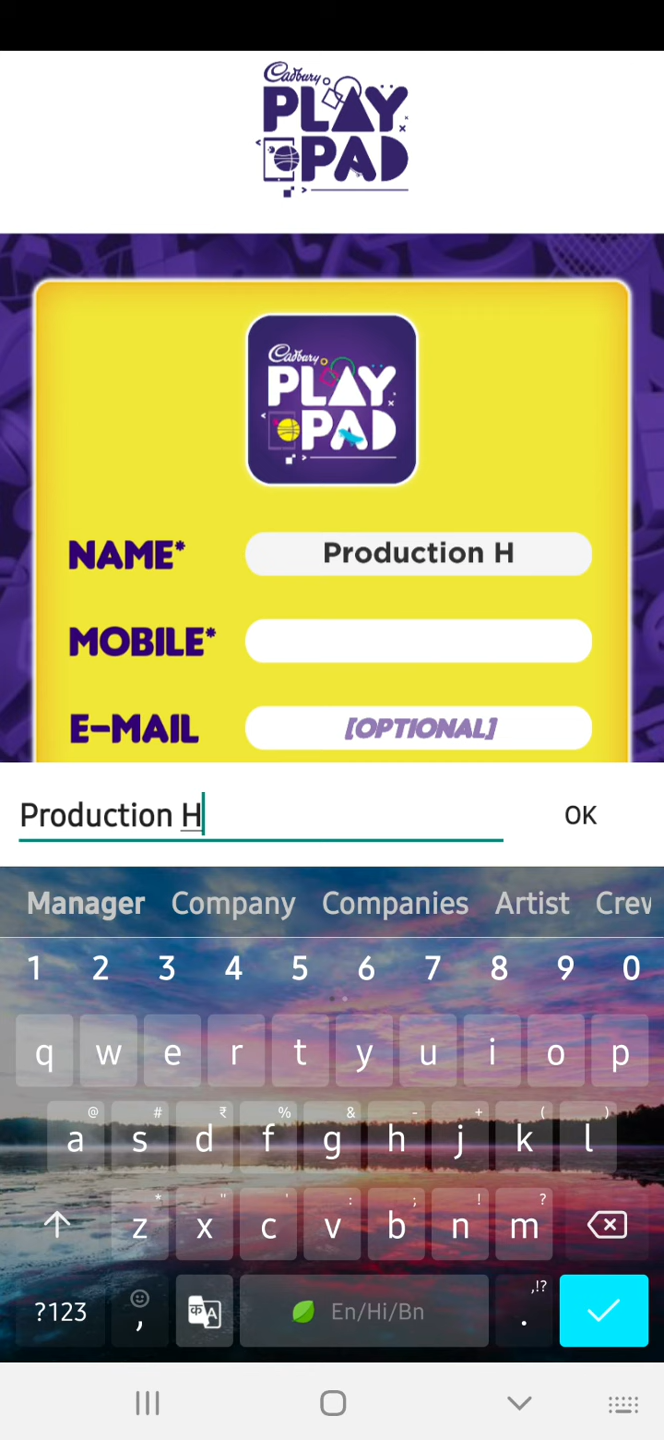 Cadbury
PLAY
PAD
Cadbury
PLAY
PAD
NAME* Production H
MOBILE*
E-MAIL [OPTIONAL]
Production H OK
Manager Company Companies Artist Crew
1 2 3 4 5 6 7 8 9 0
q w e r t y u i o p
@ # ₹ % & - + ( )
a s d f g h j k l
* " ' : ; ! ?
z x c v b n m
,!?
?123 , क A En/Hi/Bn .